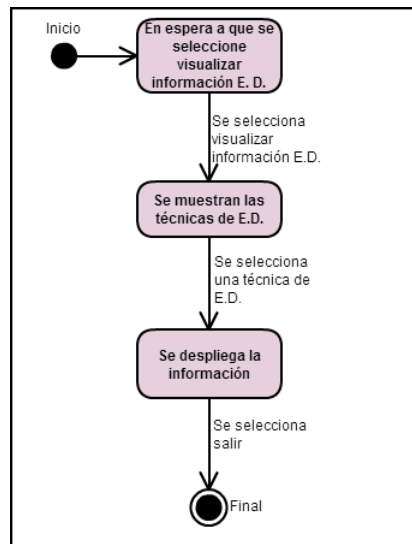 Inicio
En espera a que se
seleccione
visualizar
información E. D.
Se selecciona
visualizar
información E.D.
Se muestran las
técnicas de E.D.
Se selecciona
una técnica de
E.D.
Se despliega la
información
Se selecciona
salir
Final